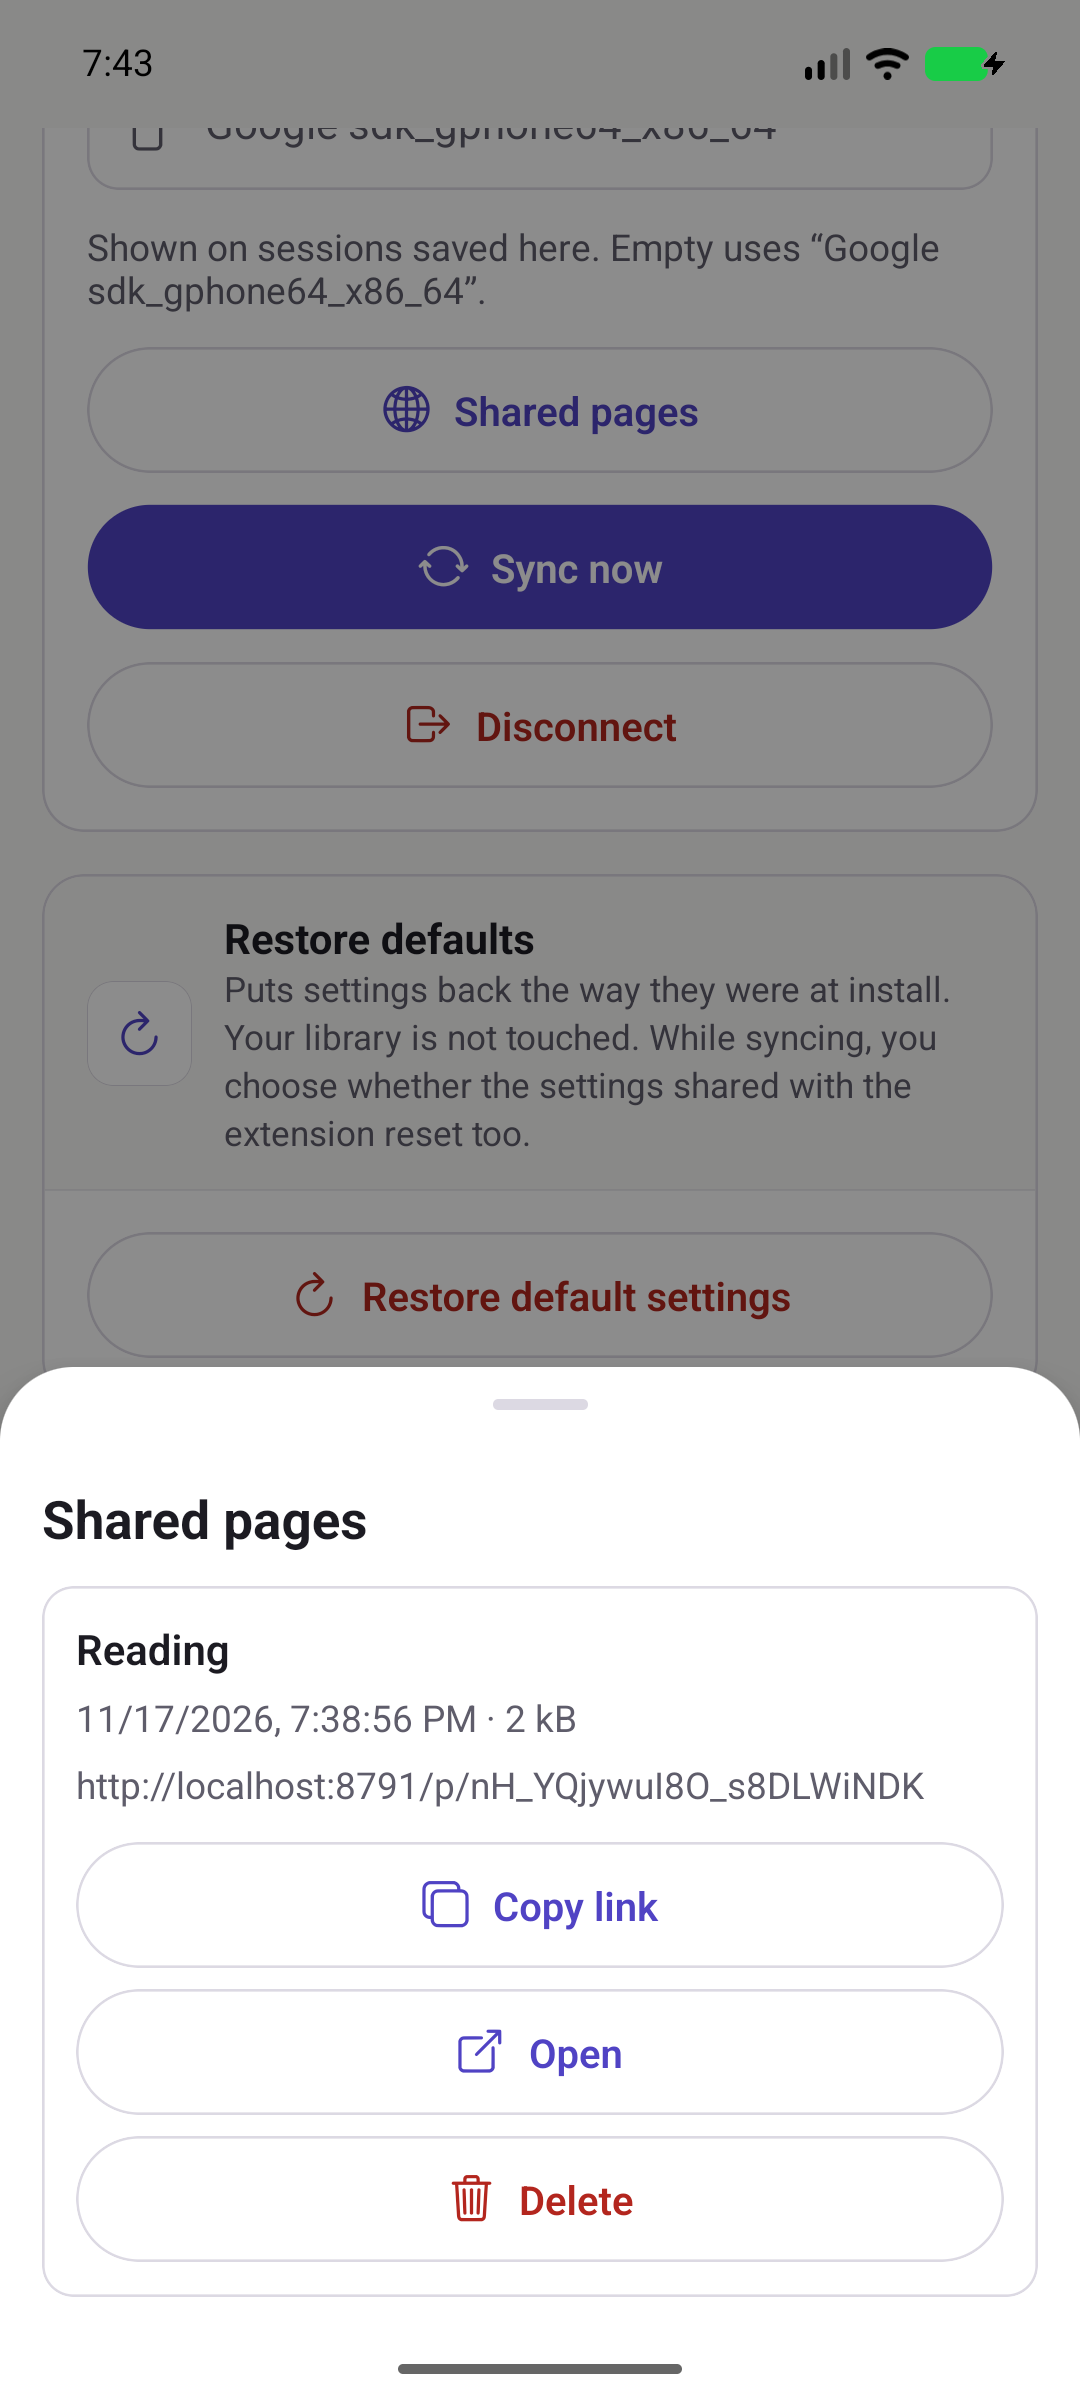 7:43
Google sdk_gphone64_x86_64
Shown on sessions saved here. Empty uses “Google
sdk_gphone64_x86_64”.
Shared pages
Sync now
Disconnect
Restore defaults
Puts settings back the way they were at install.
Your library is not touched. While syncing, you
choose whether the settings shared with the
extension reset too.
Restore default settings
Shared pages
Reading
11/17/2026, 7:38:56 PM · 2 kB
http://localhost:8791/p/nH_YQjywuI8O_s8DLWiNDK
Copy link
Open
Delete